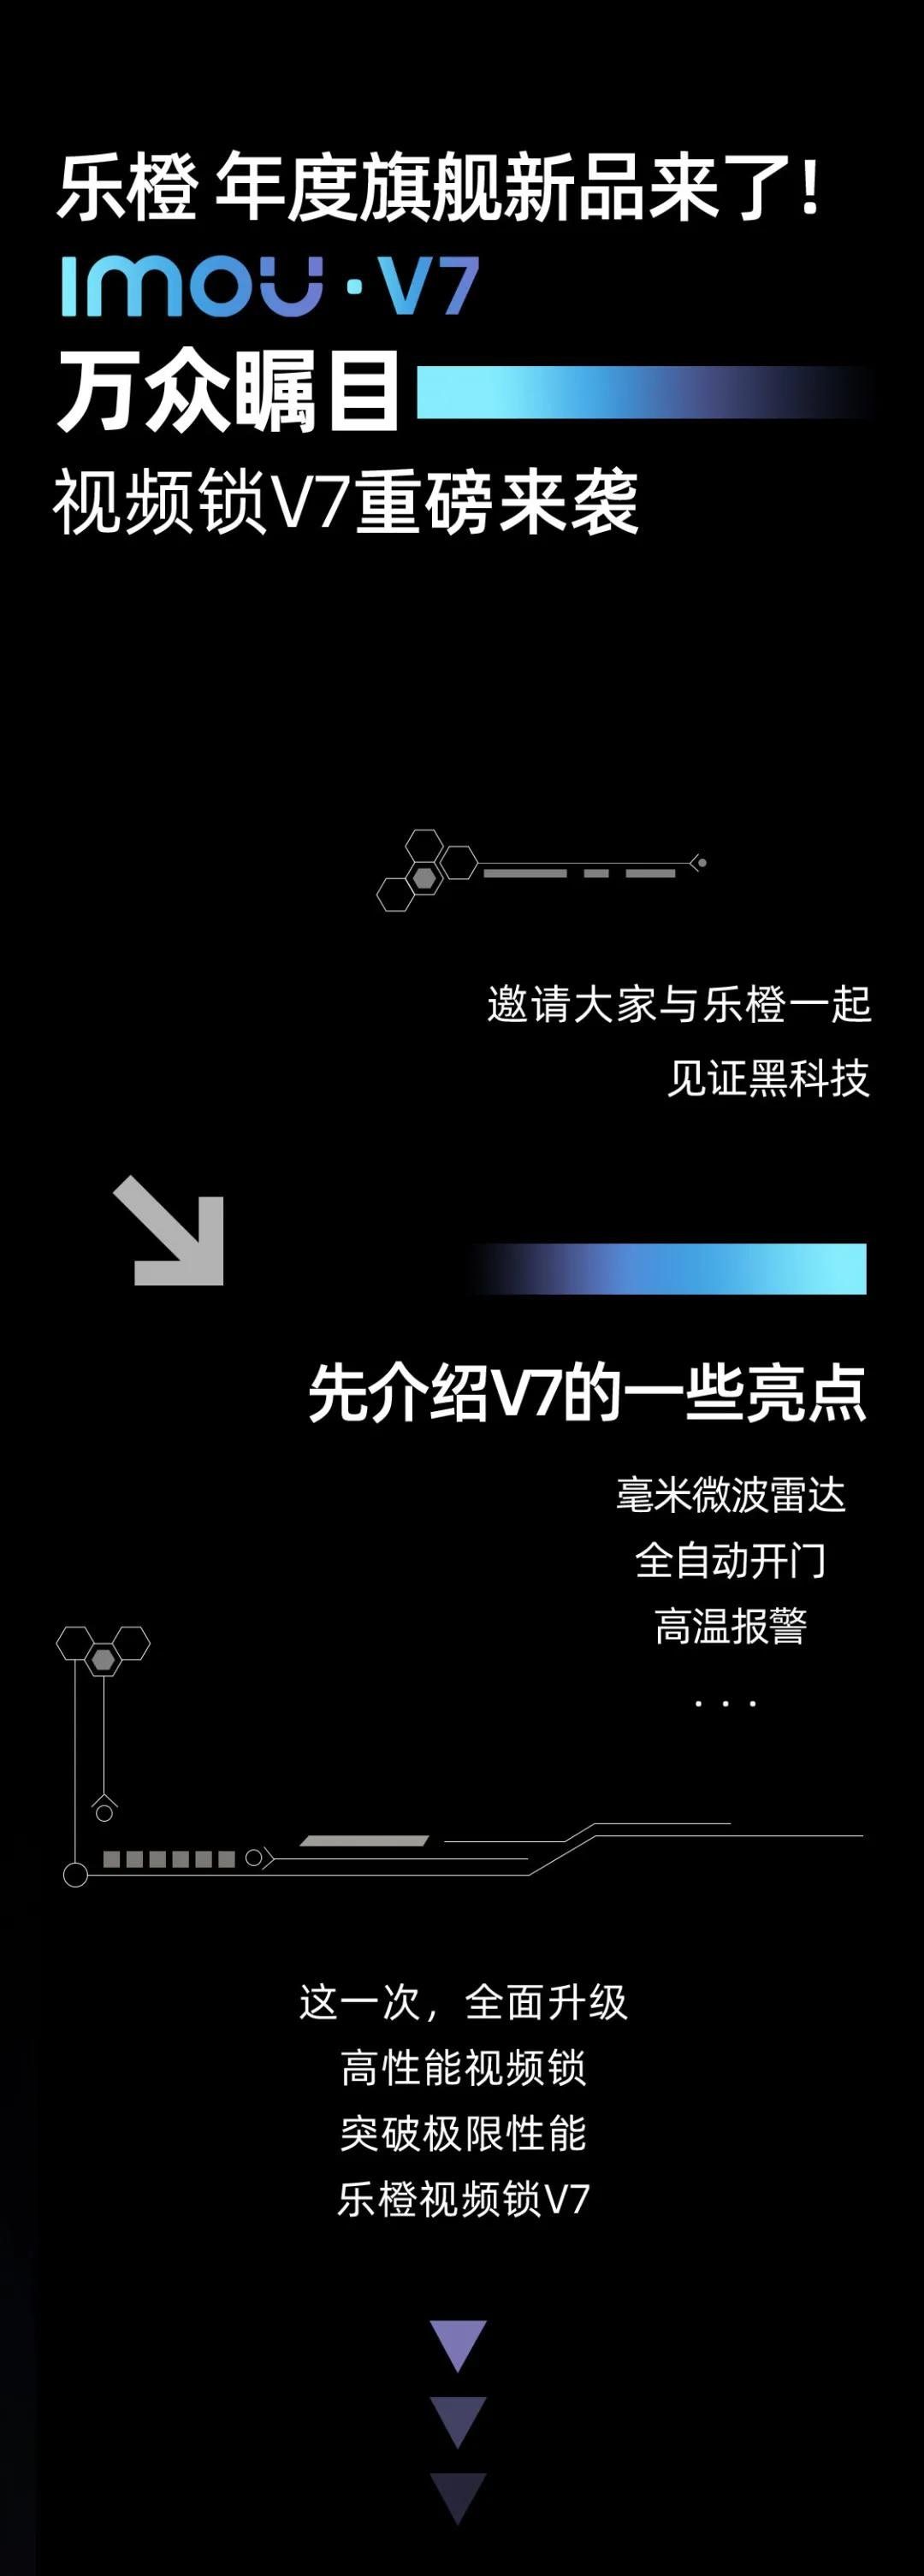 乐橙 年度旗舰新品来了!
imou·V7
万众瞩目
视频锁V7重磅来袭
邀请大家与乐橙一起
见证黑科技
先介绍V7的一些亮点
毫米微波雷达
全自动开门
高温报警
...
这一次，全面升级
高性能视频锁
突破极限性能
乐橙视频锁V7